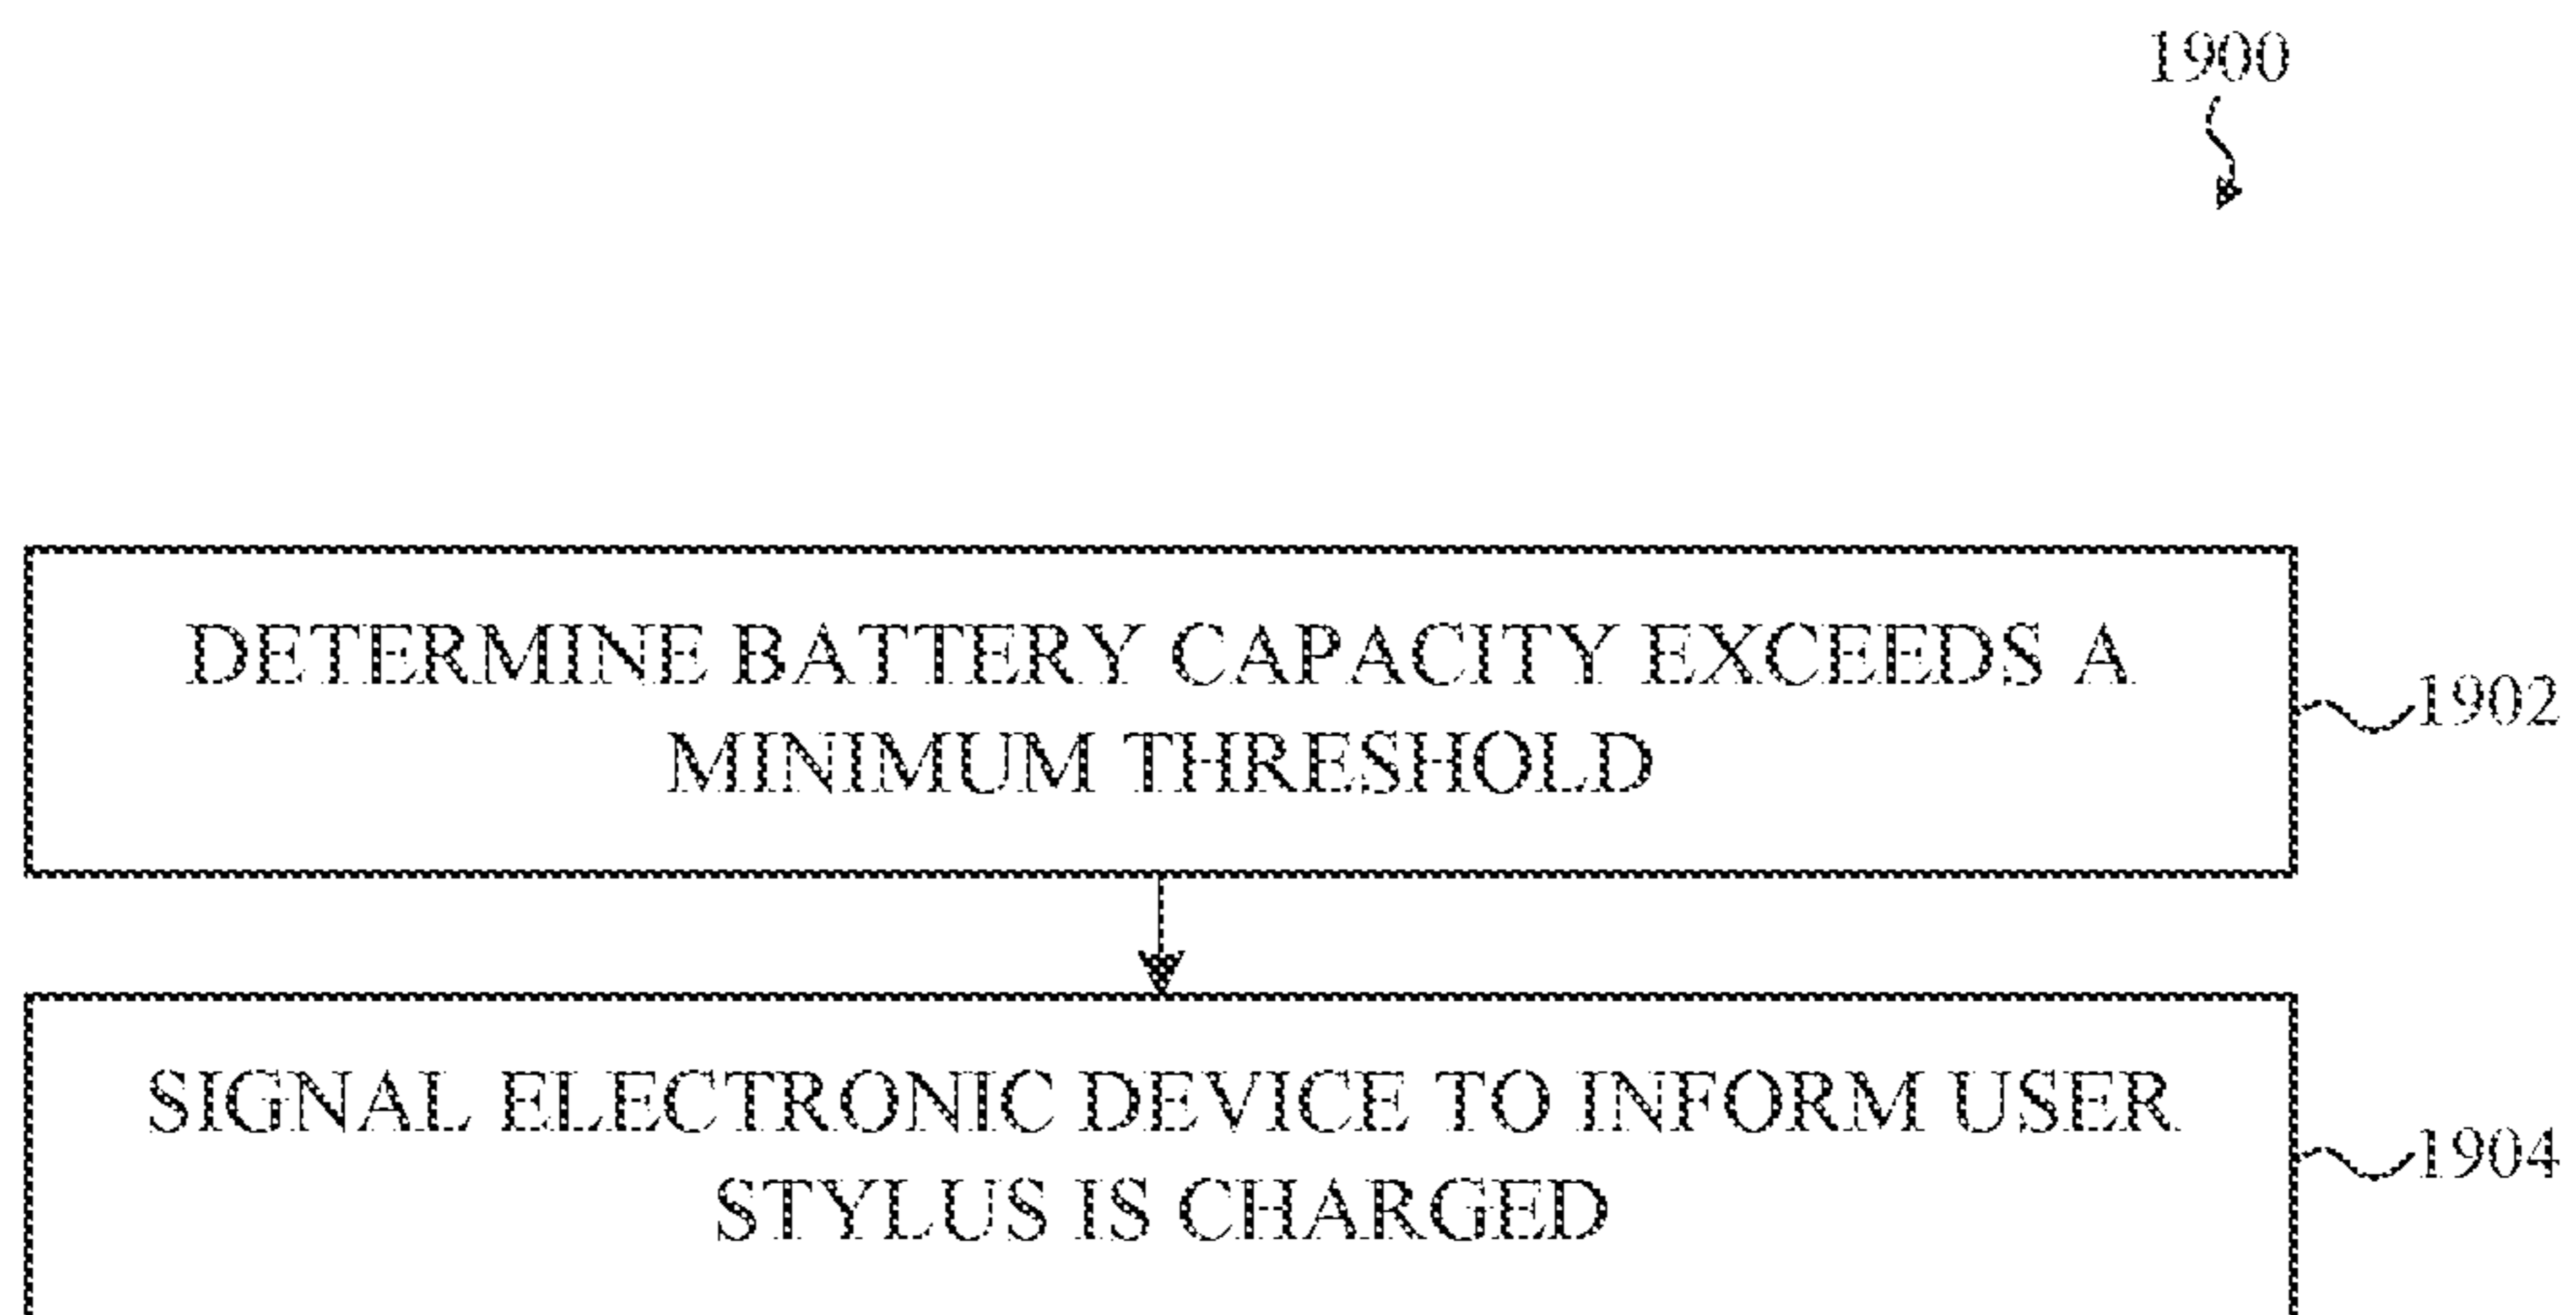 1900
DETERMINE BATTERY CAPACITY EXCEEDS A
MINIMUM THRESHOLD
1902
SIGNAL ELECTRONIC DEVICE TO INFORM USER
STYLUS IS CHARGED
1904